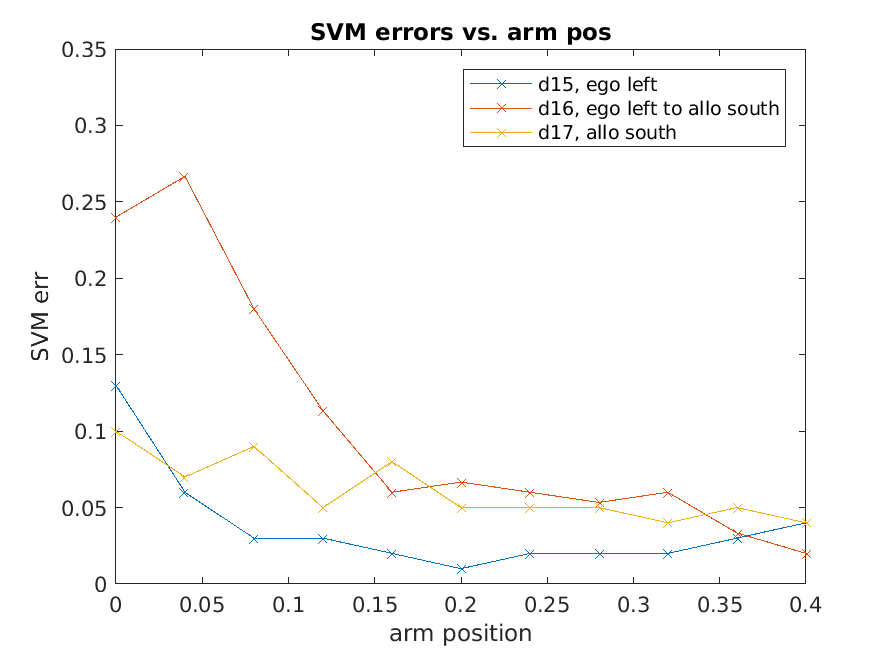 SVM errors vs. arm pos
0.35
0.3
0.25
0.2
0.15
0.1
0.05
0
SVM err
d15, ego left
d16, ego left to allo south
d17, allo south
0 0.05 0.1 0.15 0.2 0.25 0.3 0.35 0.4
arm position